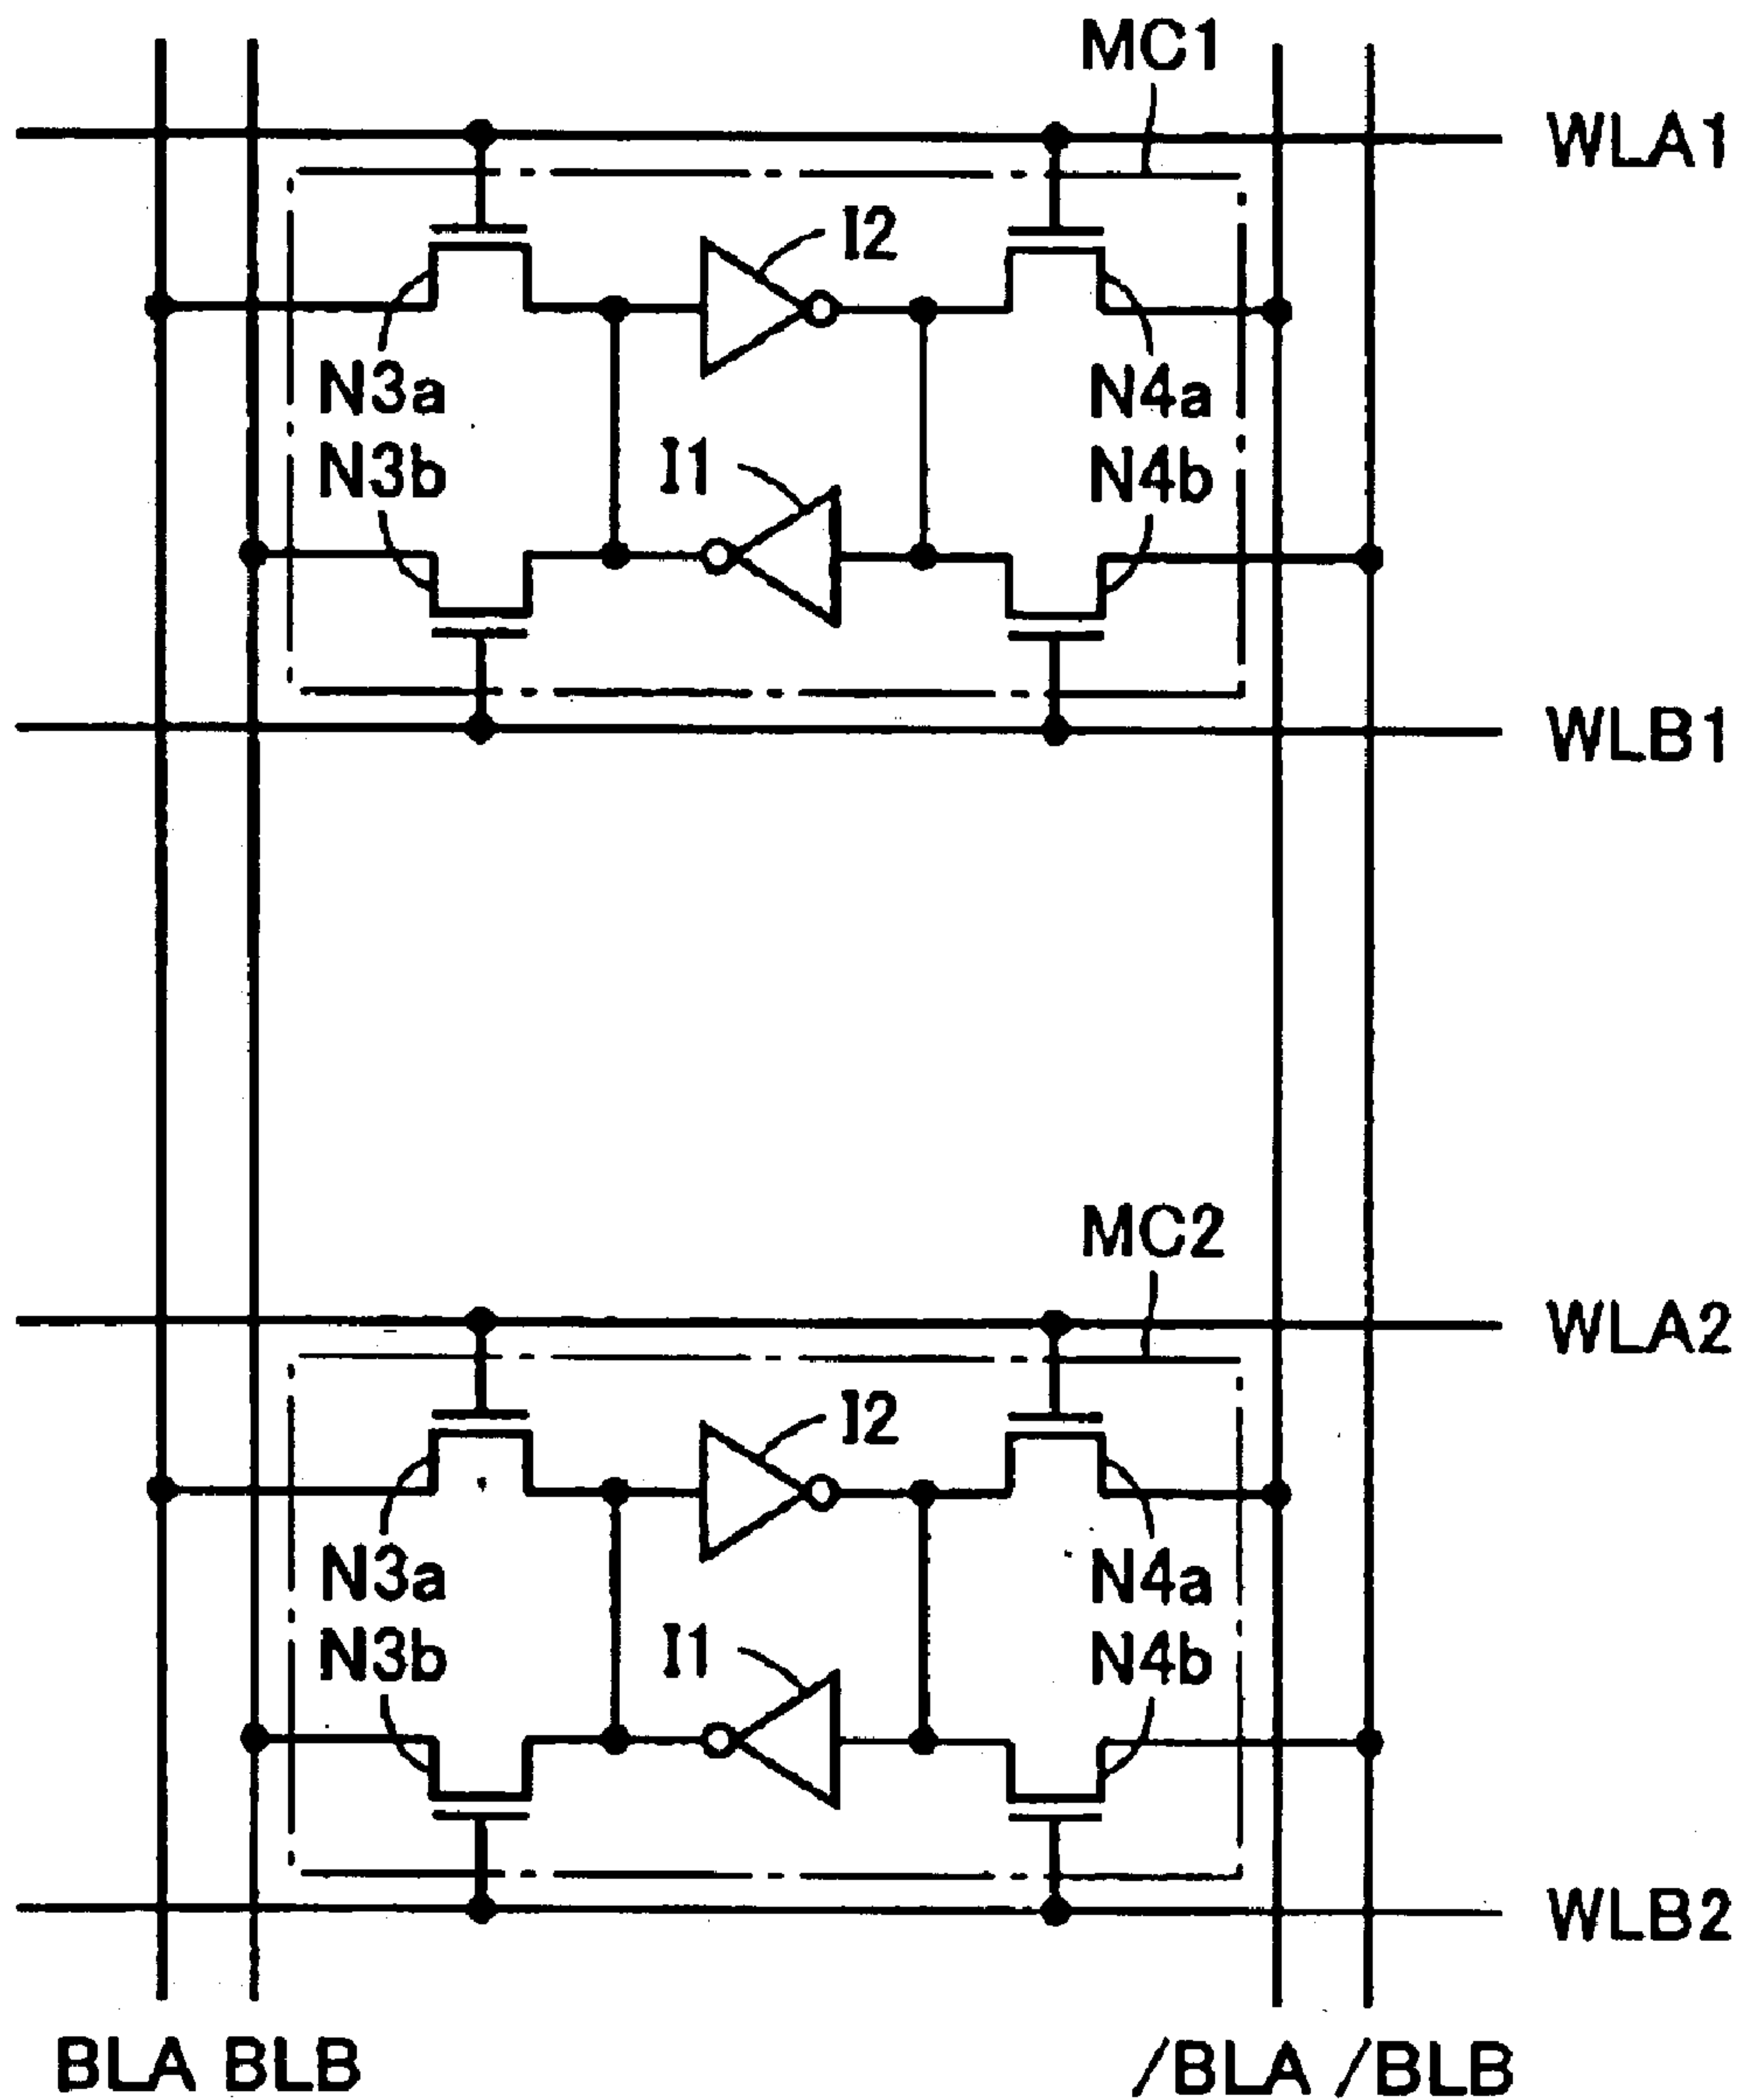 MC1
WLA1
I2
N3a
N4a
N3b
I1
N4b
WLB1
MC2
WLA2
I2
N3a
N4a
N3b
I1
N4b
WLB2
BLA BLB
/BLA /BLB